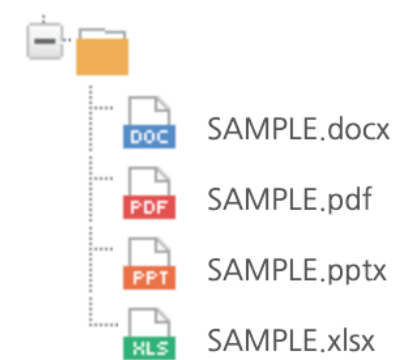 DOC SAMPLE.docx
PDF SAMPLE.pdf
PPT SAMPLE.pptx
XLS SAMPLE.xlsx